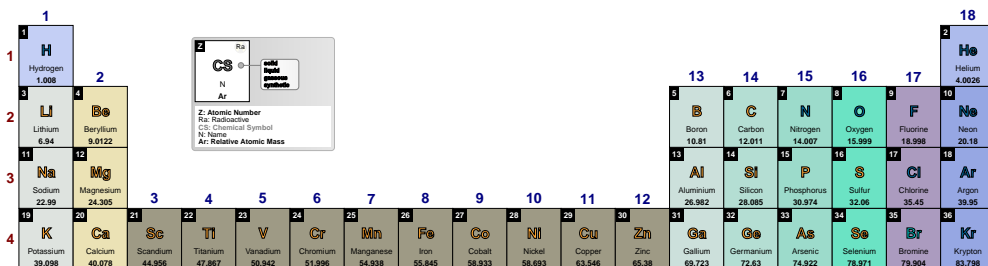 1 18
1 H Hydrogen 1.008
2 He Helium 4.0026
Z Ra
CS
N
Ar
solid
liquid
gaseous
synthetic
Z: Atomic Number
Ra: Radioactive
CS: Chemical Symbol
N: Name
Ar: Relative Atomic Mass
1
2 13 14 15 16 17
3 Li Lithium 6.94
4 Be Beryllium 9.0122
5 B Boron 10.81
6 C Carbon 12.011
7 N Nitrogen 14.007
8 O Oxygen 15.999
9 F Fluorine 18.998
10 Ne Neon 20.18
2
11 Na Sodium 22.99
12 Mg Magnesium 24.305
13 Al Aluminium 26.982
14 Si Silicon 28.085
15 P Phosphorus 30.974
16 S Sulfur 32.06
17 Cl Chlorine 35.45
18 Ar Argon 39.95
3
3 4 5 6 7 8 9 10 11 12
19 K Potassium 39.098
20 Ca Calcium 40.078
21 Sc Scandium 44.956
22 Ti Titanium 47.867
23 V Vanadium 50.942
24 Cr Chromium 51.996
25 Mn Manganese 54.938
26 Fe Iron 55.845
27 Co Cobalt 58.933
28 Ni Nickel 58.693
29 Cu Copper 63.546
30 Zn Zinc 65.38
31 Ga Gallium 69.723
32 Ge Germanium 72.63
33 As Arsenic 74.922
34 Se Selenium 78.971
35 Br Bromine 79.904
36 Kr Krypton 83.798
4